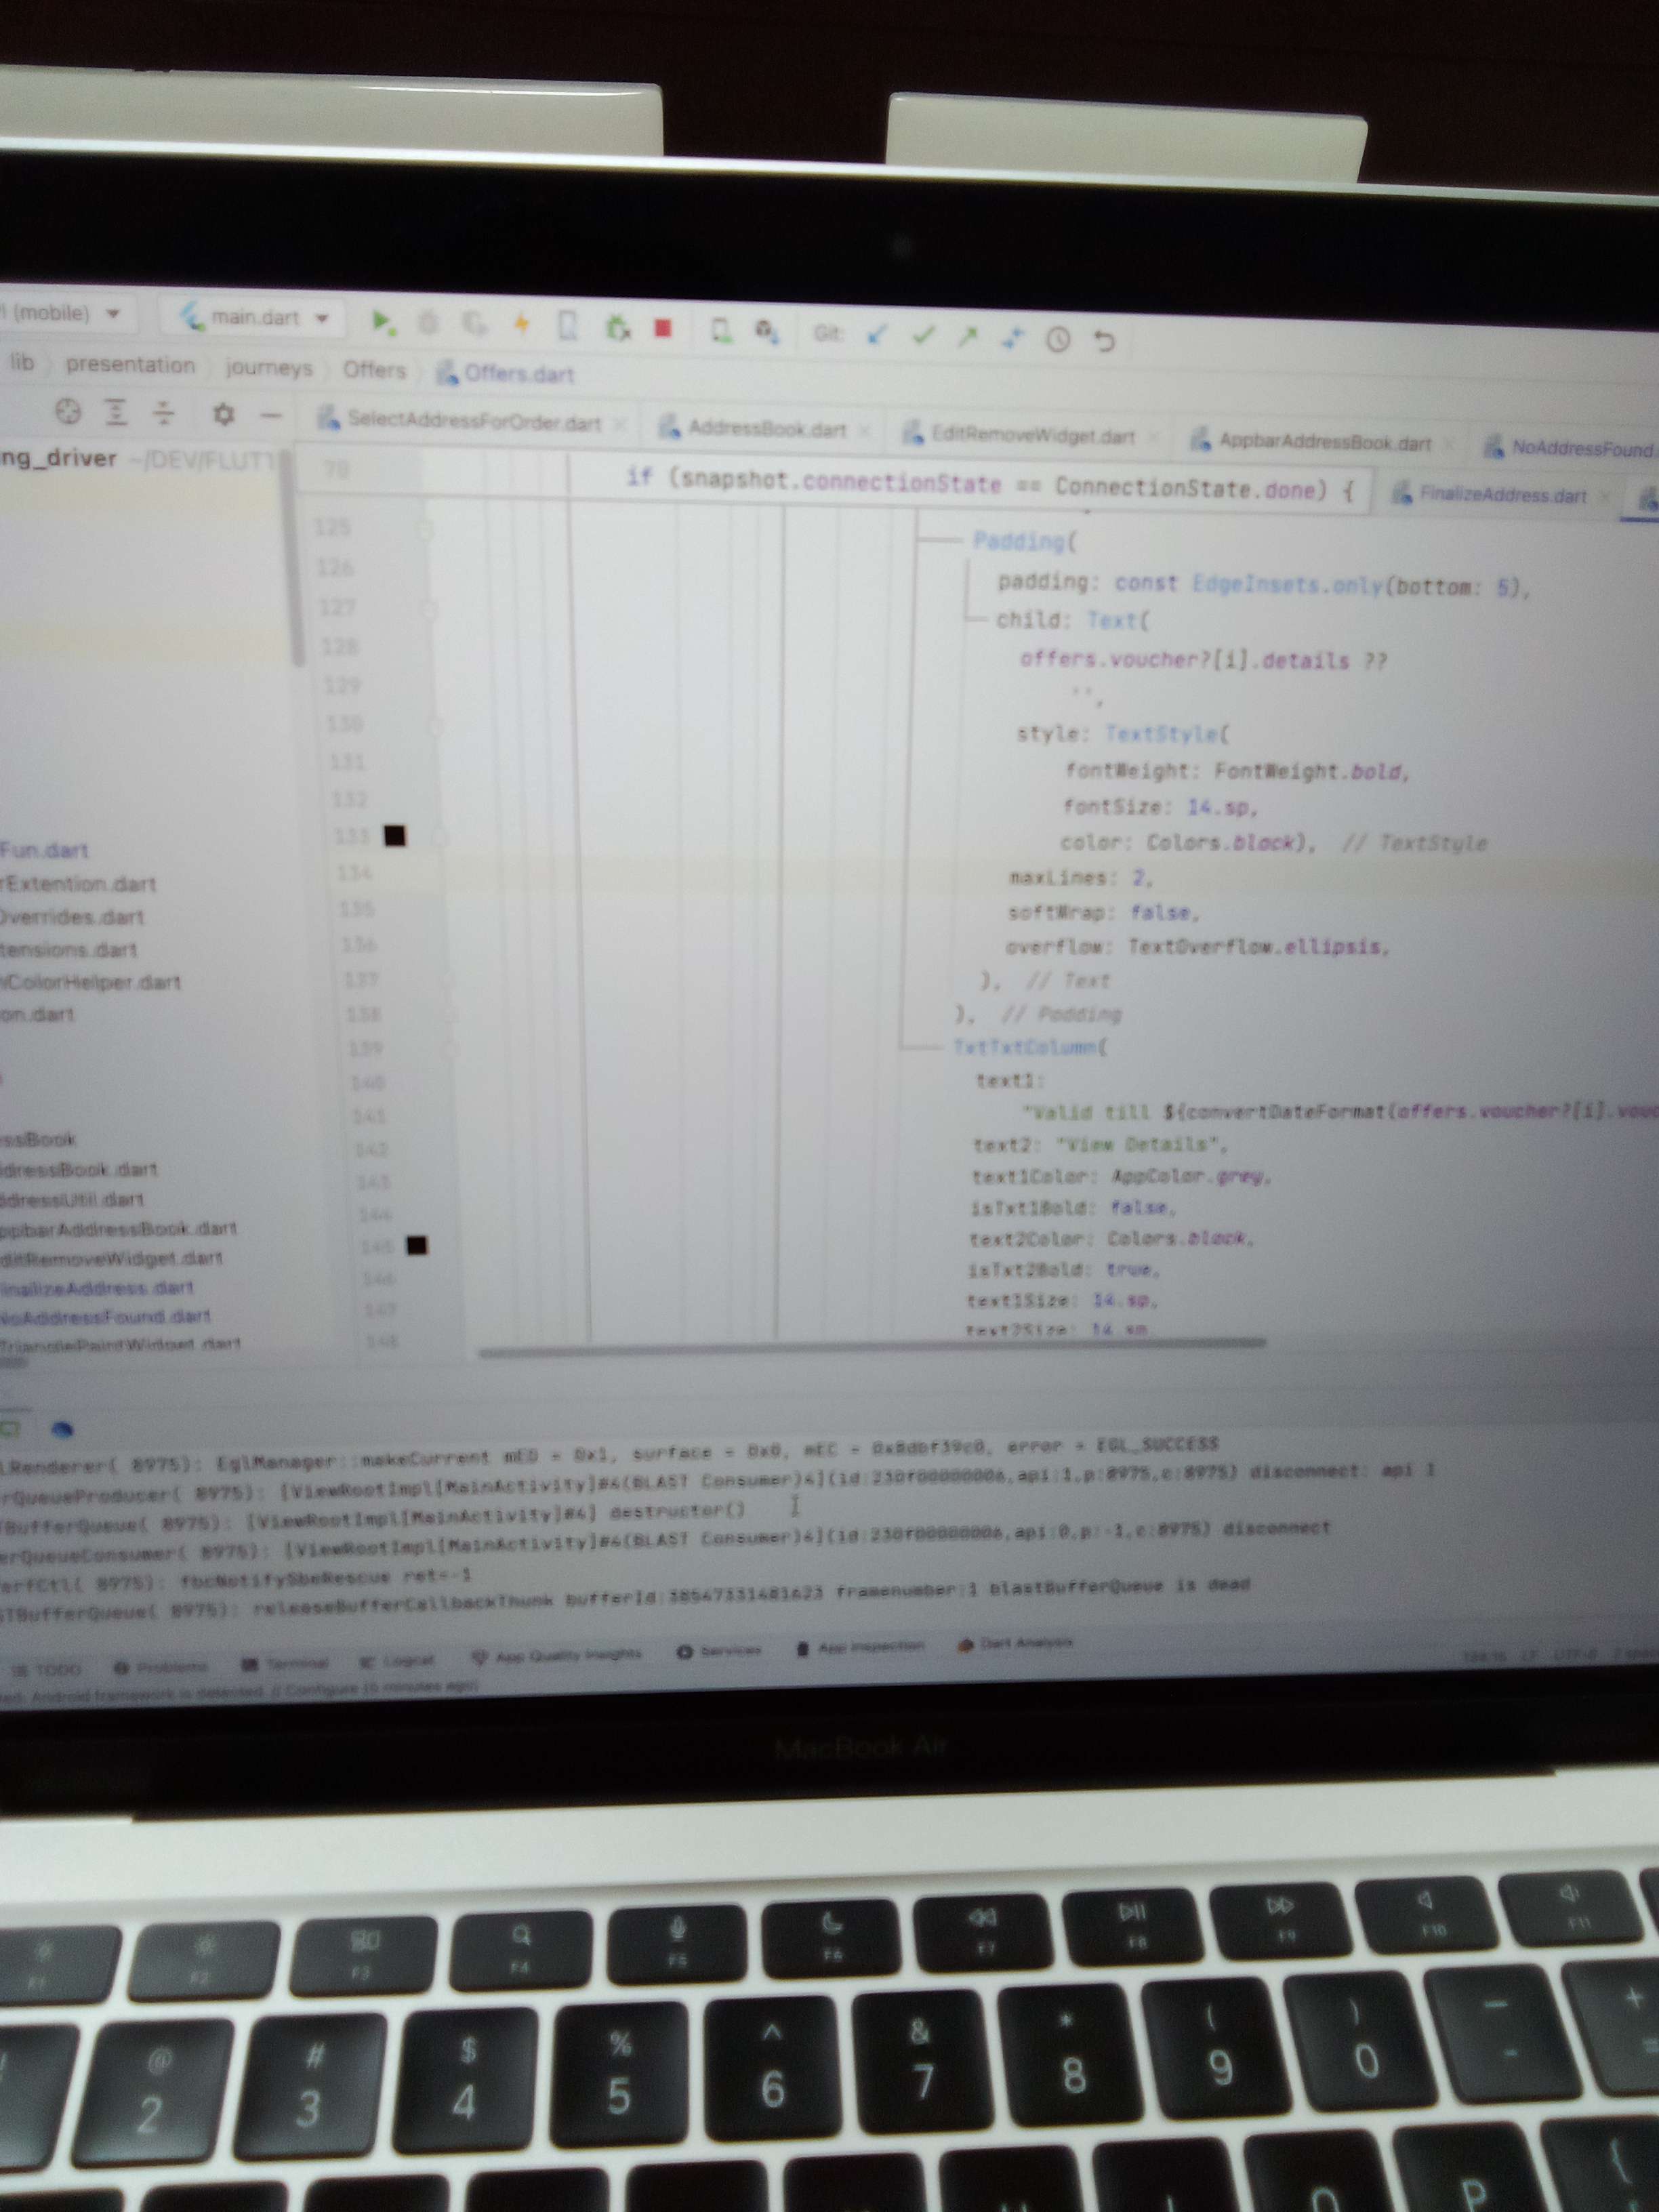 (mobile) main.dart Git:
lib presentation journeys Offers Offers.dart
SelectAddressForOrder.dart AddressBook.dart EditRemoveWidget.dart AppbarAddressBook.dart NoAddressFound.
ng_driver ~/DEV/FLUTT
70 if (snapshot.connectionState == ConnectionState.done) { FinalizeAddress.dart
125 Padding(
126 padding: const EdgeInsets.only(bottom: 5),
127 child: Text(
128 offers.voucher?[i].details ??
129 '',
130 style: TextStyle(
131 fontWeight: FontWeight.bold,
132 fontSize: 14.sp,
133 color: Colors.black), // TextStyle
134 maxLines: 2,
135 softWrap: false,
136 overflow: TextOverflow.ellipsis,
137 ), // Text
138 ), // Padding
139 TxtTxtColumn(
140 text1:
141 "Valid till ${convertDateFormat(offers.voucher?[i].vouc
142 text2: "View Details",
143 text1Color: AppColor.grey,
144 isTxt1Bold: false,
145 text2Color: Colors.black,
146 isTxt2Bold: true,
147 text1Size: 14.sp,
148 text2Size: 14.sp
Fun.dart
rExtention.dart
Overrides.dart
tensions.dart
ColorHelper.dart
on.dart
essBook
dressBook.dart
ddressUtil.dart
ppbarAddressBook.dart
ditRemoveWidget.dart
inalizeAddress.dart
NoAddressFound.dart
TrianglePaintWidget.dart
LRenderer( 8975): EglManager::makeCurrent mED = 0x1, surface = 0x0, mEC = error = EGL_SUCCESS
rQueueProducer( 8975): [ViewRootImpl[MainActivity]#4(BLAST Consumer)4](id:230f00000006,api:1,p:8975,c:8975) disconnect: api 1
BufferQueue( 8975): [ViewRootImpl[MainActivity]#4] destructor()
erQueueConsumer( 8975): [ViewRootImpl[MainActivity]#4(BLAST Consumer)4](id:230f00000006,api:0,p:-1,c:8975) disconnect
erfCtl( 8975): fbcNotifySbeRescue ret=-1
STBufferQueue( 8975): releaseBufferCallbackThunk bufferId:38547331481623 framenumber:1 blastBufferQueue is dead
TODO Problems Terminal Logcat App Quality Insights Services App Inspection Dart Analysis
LF UTF-8
ted: Android framework is detected. // Configure
MacBook Air
F1 F2 F3 F4 F5 F6 F7 F8 F9 F10 F11
! @ # $ % ^ & * ( ) — +
2 3 4 5 6 7 8 9 0 - =
O P {